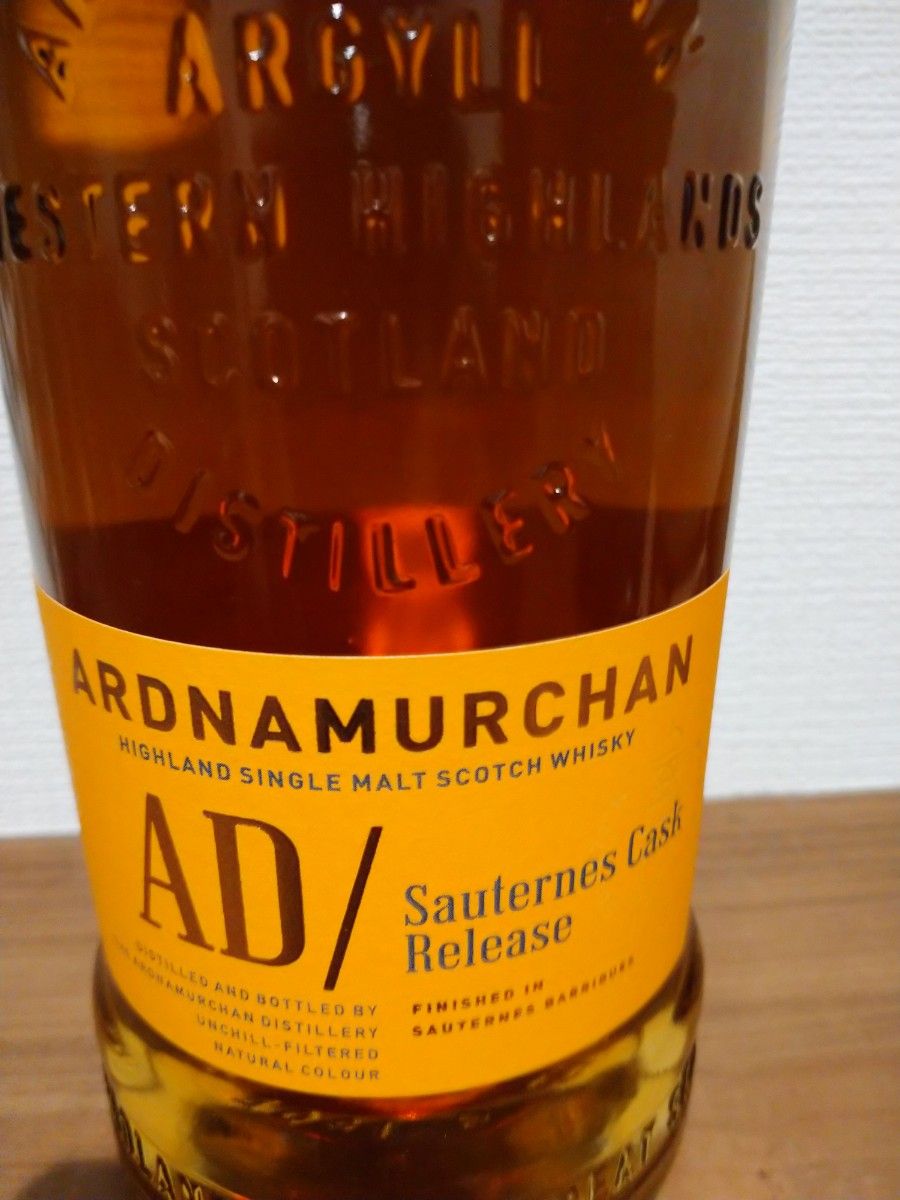 ARGYLL
ESTERN HIGHLANDS
SCOTLAND
DISTILLERY
ARDNAMURCHAN
HIGHLAND SINGLE MALT SCOTCH WHISKY
AD/
Sauternes Cask
Release
DISTILLED AND BOTTLED BY
ARDNAMURCHAN DISTILLERY
UNCHILL-FILTERED
NATURAL COLOUR
FINISHED IN
SAUTERNES BARRIQUES